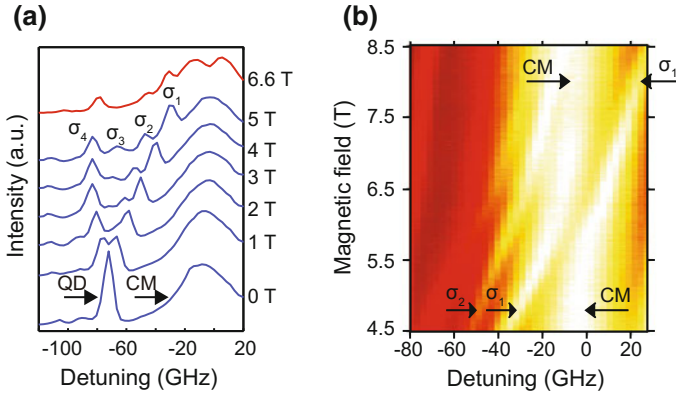 (a)
(b)
6.6 T
σ1
5 T
σ2
σ3
σ4
4 T
3 T
2 T
1 T
QD
CM
0 T
Intensity (a.u.)
-100
-60
-20
20
Detuning (GHz)
8.5
CM
σ1
7.5
6.5
5.5
σ2
σ1
CM
4.5
Magnetic field (T)
-80
-60
-40
-20
0
20
Detuning (GHz)